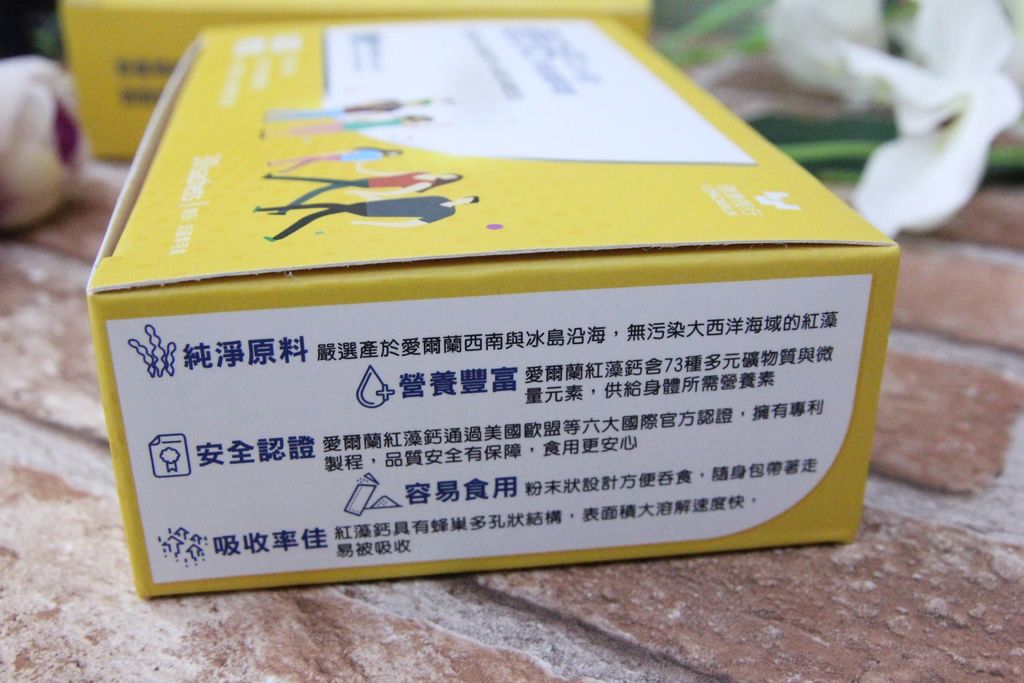 純淨原料 嚴選產於愛爾蘭西南與冰島沿海，無污染大西洋海域的紅藻
營養豐富 愛爾蘭紅藻鈣含73種多元礦物質與微
量元素，供給身體所需營養素
安全認證 愛爾蘭紅藻鈣通過美國歐盟等六大國際官方認證，擁有專利
製程，品質安全有保障，食用更安心
容易食用 粉末狀設計方便吞食，隨身包帶著走
吸收率佳 紅藻鈣具有蜂巢多孔狀結構，表面積大溶解速度快，
易被吸收